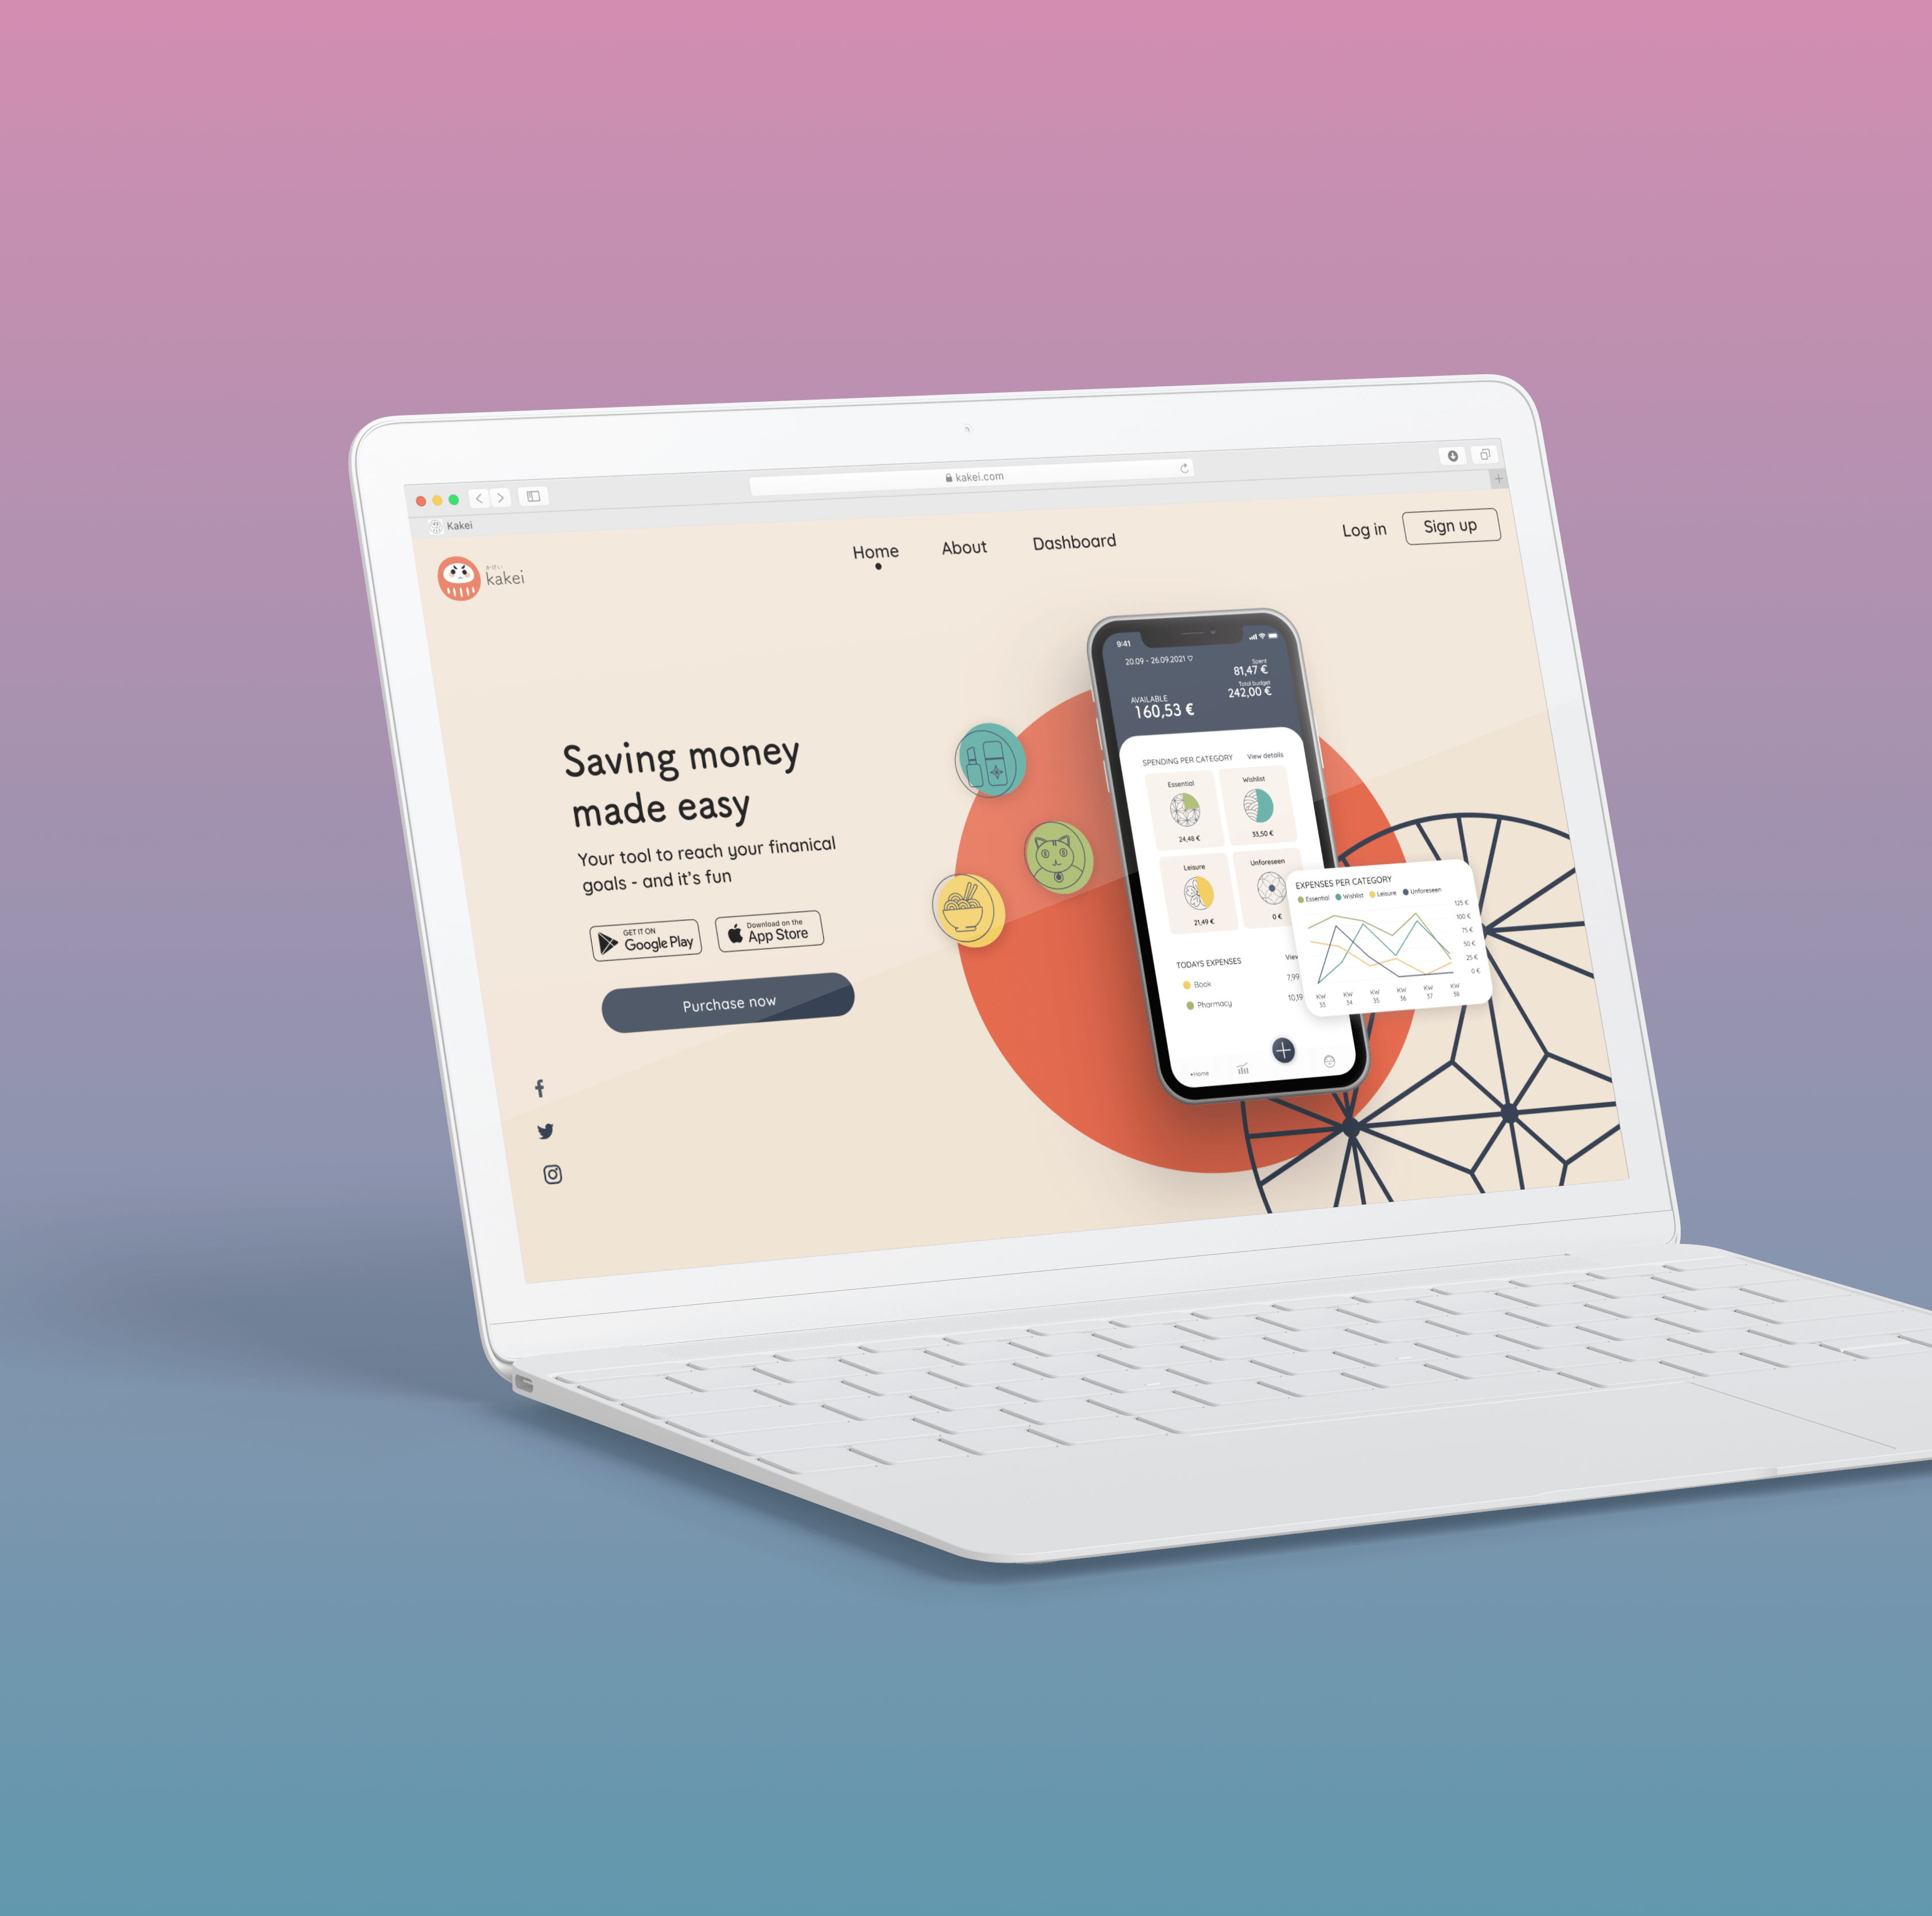 kakei.com
Kakei
かけい
kakei
Home
About
Dashboard
Log in
Sign up
Saving money
made easy
Your tool to reach your finanical
goals - and it's fun
GET IT ON
Google Play
Download on the
App Store
Purchase now
9:41
20.09 - 26.09.2021
Spent
81,47 €
Total budget
242,00 €
AVAILABLE
160,53 €
SPENDING PER CATEGORY
View details
Essential
24,48 €
Wishlist
33,50 €
Leisure
21,49 €
Unforeseen
0 €
TODAYS EXPENSES
View
Book
7,99
Pharmacy
10,19
Home
EXPENSES PER CATEGORY
Essential
Wishlist
Leisure
Unforeseen
125 €
100 €
75 €
50 €
25 €
0 €
KW
33
KW
34
KW
35
KW
36
KW
37
KW
38